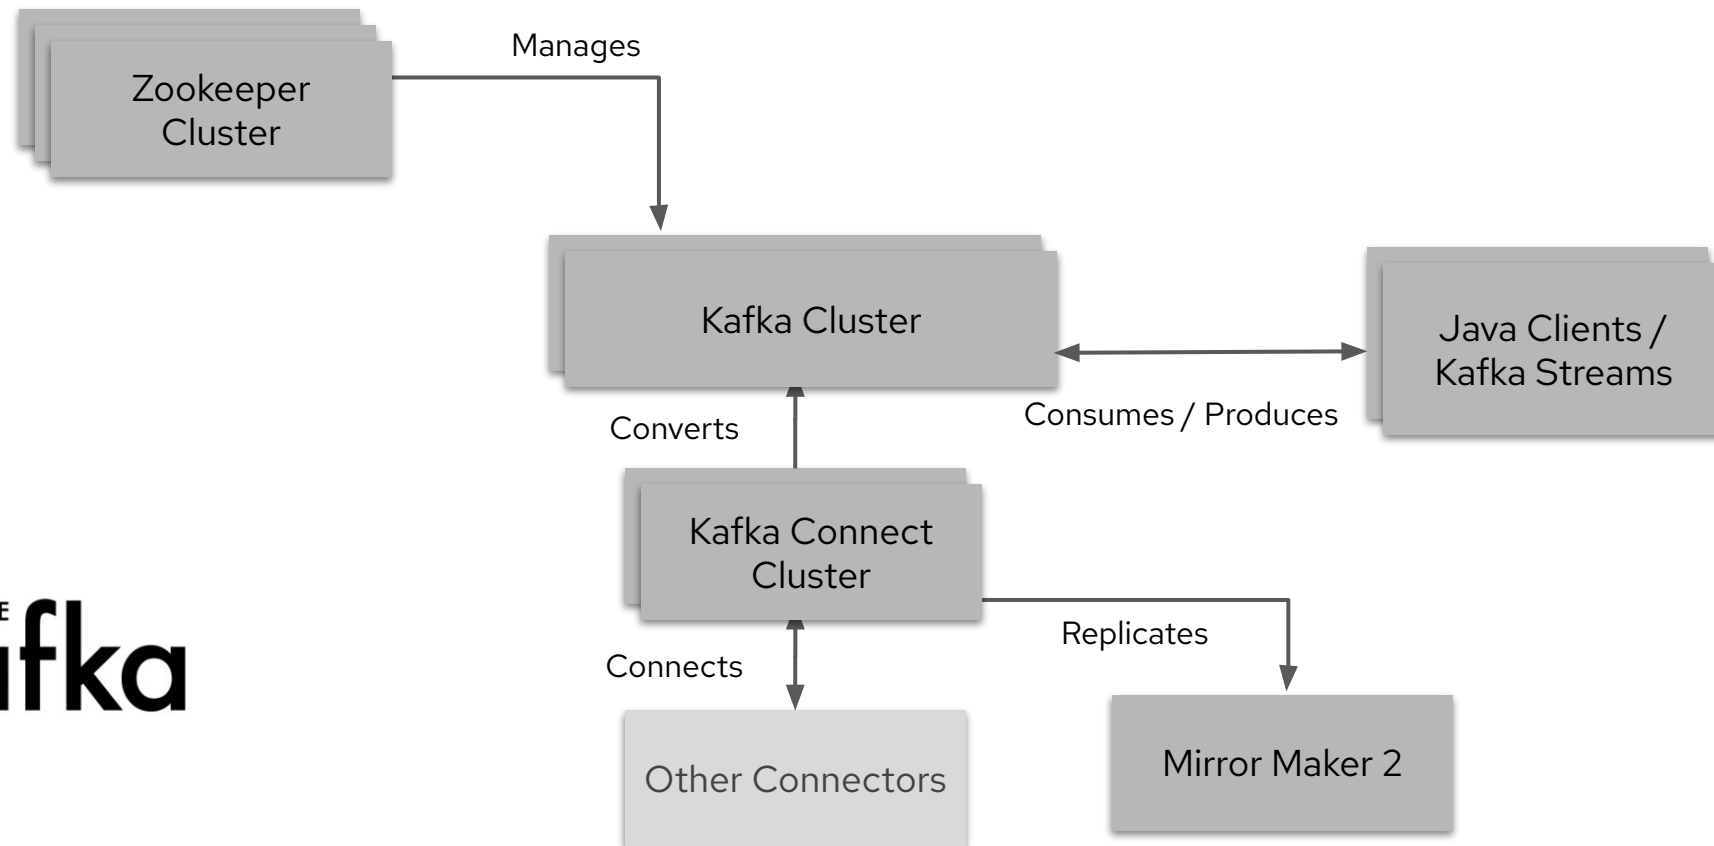 Manages
Zookeeper
Cluster
Kafka Cluster
Java Clients /
Kafka Streams
Converts
Consumes / Produces
Kafka Connect
Cluster
Replicates
Connects
Mirror Maker 2
Other Connectors